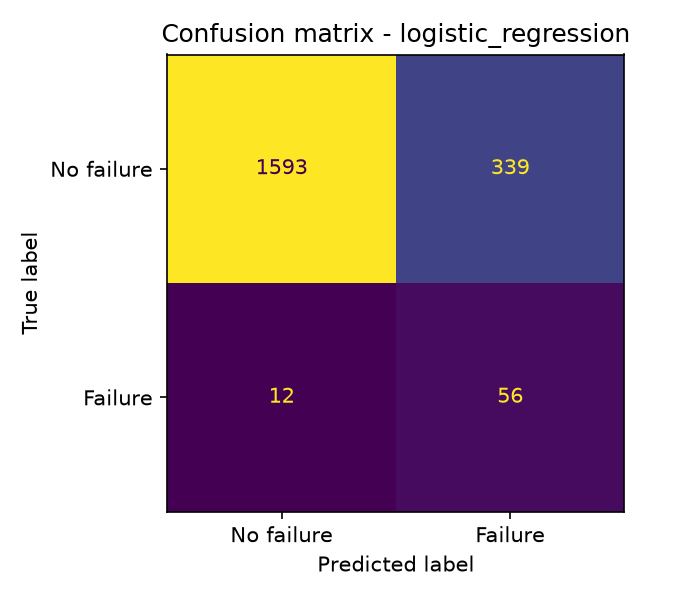 Confusion matrix - logistic_regression
True label
No failure
1593
339
Failure
12
56
No failure
Failure
Predicted label